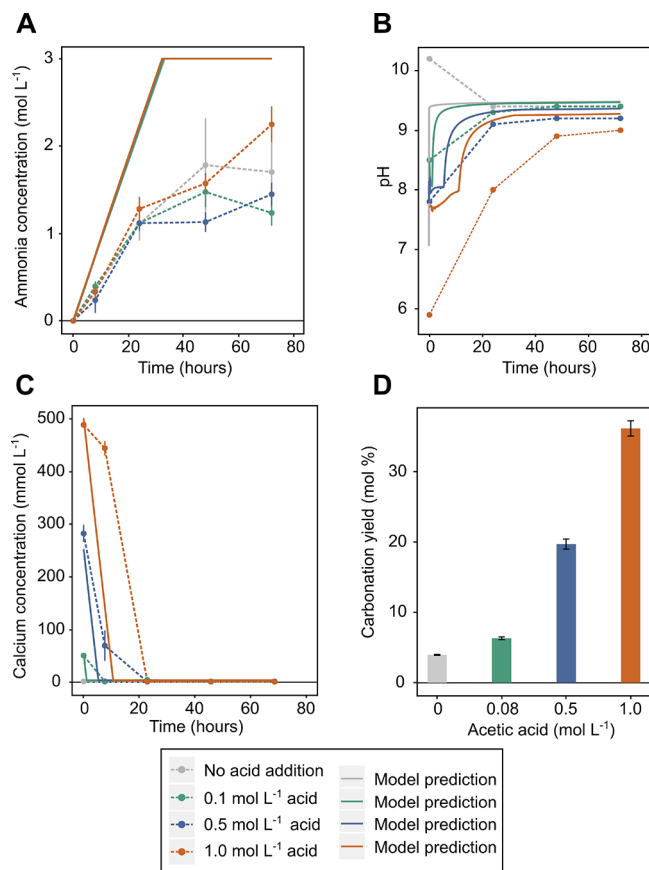 A
B
Ammonia concentration (mol L⁻¹)
3
2
1
0
0 20 40 60 80
Time (hours)
pH
10
9
8
7
6
0 20 40 60 80
Time (hours)
C
D
Calcium concentration (mmol L⁻¹)
500
400
300
200
100
0
0 20 40 60 80
Time (hours)
Carbonation yield (mol %)
40
20
0
0 0.08 0.5 1.0
Acetic acid (mol L⁻¹)
No acid addition
0.1 mol L⁻¹ acid
0.5 mol L⁻¹ acid
1.0 mol L⁻¹ acid
Model prediction
Model prediction
Model prediction
Model prediction